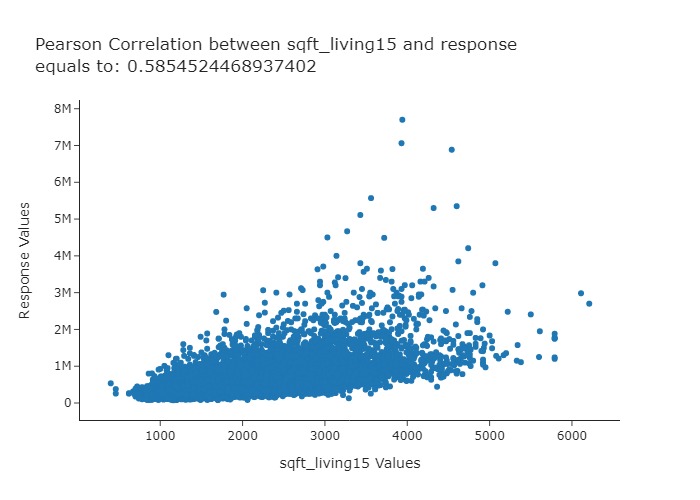 Pearson Correlation between sqft_living15 and response
equals to: 0.5854524468937402
8M
7M
6M
5M
4M
3M
2M
1M
0
Response Values
1000 2000 3000 4000 5000 6000
sqft_living15 Values